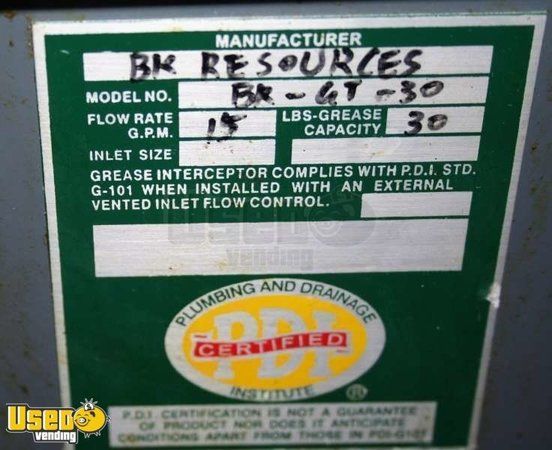 MANUFACTURER
BK RESOURCES
MODEL NO. BK-GT-30
FLOW RATE G.P.M. 15 LBS-GREASE CAPACITY 30
INLET SIZE
GREASE INTERCEPTOR COMPLIES WITH P.D.I. STD.
G-101 WHEN INSTALLED WITH AN EXTERNAL
VENTED INLET FLOW CONTROL.
USED vending
PLUMBING AND DRAINAGE
PDI
CERTIFIED
INSTITUTE ®
P.D.I. CERTIFICATION IS NOT A GUARANTEE
OF PRODUCT NOR DOES IT ANTICIPATE
CONDITIONS APART FROM THOSE IN PDI-G101
Used
vending